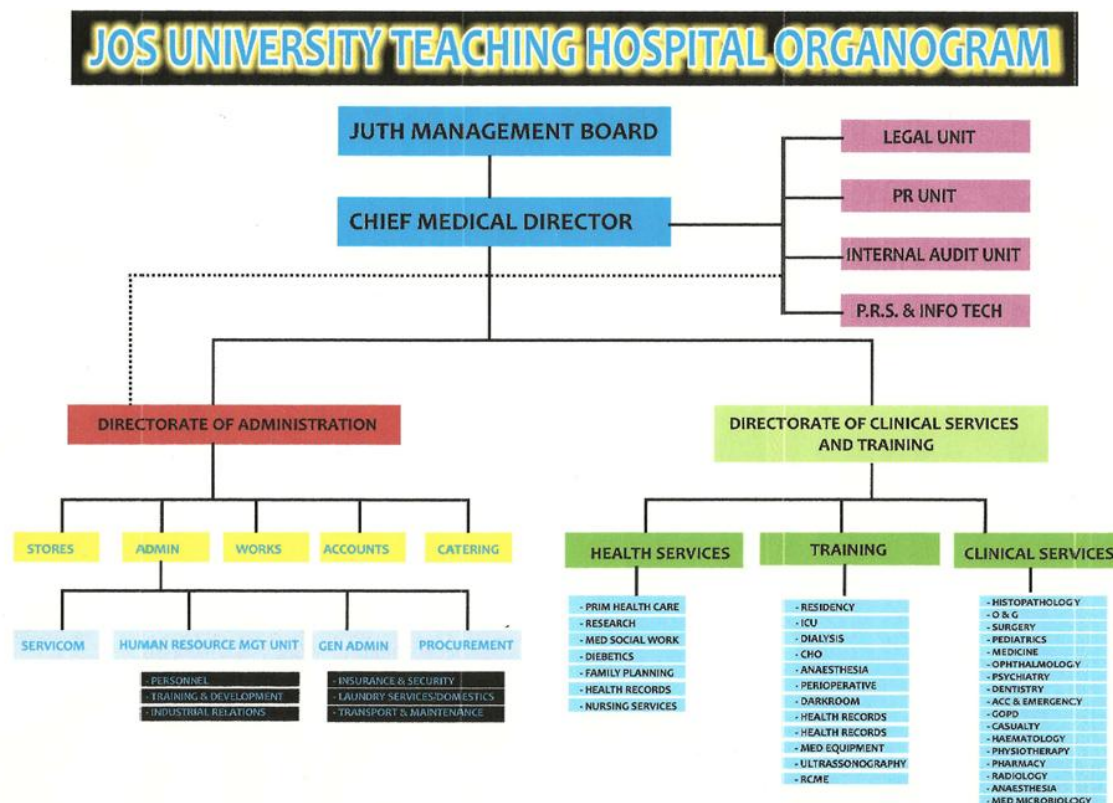 JOS UNIVERSITY TEACHING HOSPITAL ORGANOGRAM
JUTH MANAGEMENT BOARD
CHIEF MEDICAL DIRECTOR
LEGAL UNIT
PR UNIT
INTERNAL AUDIT UNIT
P.R.S. & INFO TECH
DIRECTORATE OF ADMINISTRATION
DIRECTORATE OF CLINICAL SERVICES
AND TRAINING
STORES
ADMIN
WORKS
ACCOUNTS
CATERING
SERVICOM
HUMAN RESOURCE MGT UNIT
GEN ADMIN
PROCUREMENT
- PERSONNEL
- TRAINING & DEVELOPMENT
- INDUSTRIAL RELATIONS
- INSURANCE & SECURITY
- LAUNDRY SERVICES/DOMESTICS
- TRANSPORT & MAINTENANCE
HEALTH SERVICES
- PRIM HEALTH CARE
- RESEARCH
- MED SOCIAL WORK
- DIEBETICS
- FAMILY PLANNING
- HEALTH RECORDS
- NURSING SERVICES
TRAINING
- RESIDENCY
- ICU
- DIALYSIS
- CHO
- ANAESTHESIA
- PERIOPERATIVE
- DARKROOM
- HEALTH RECORDS
- HEALTH RECORDS
- MED EQUIPMENT
- ULTRASSONOGRAPHY
- RCME
CLINICAL SERVICES
- HISTOPATHOLOGY
- O & G
- SURGERY
- PEDIATRICS
- MEDICINE
- OPHTHALMOLOGY
- PSYCHIATRY
- DENTISTRY
- ACC & EMERGENCY
- GOPD
- CASUALTY
- HAEMATOLOGY
- PHYSIOTHERAPY
- PHARMACY
- RADIOLOGY
- ANAESTHESIA
- MED MICROBIOLOGY